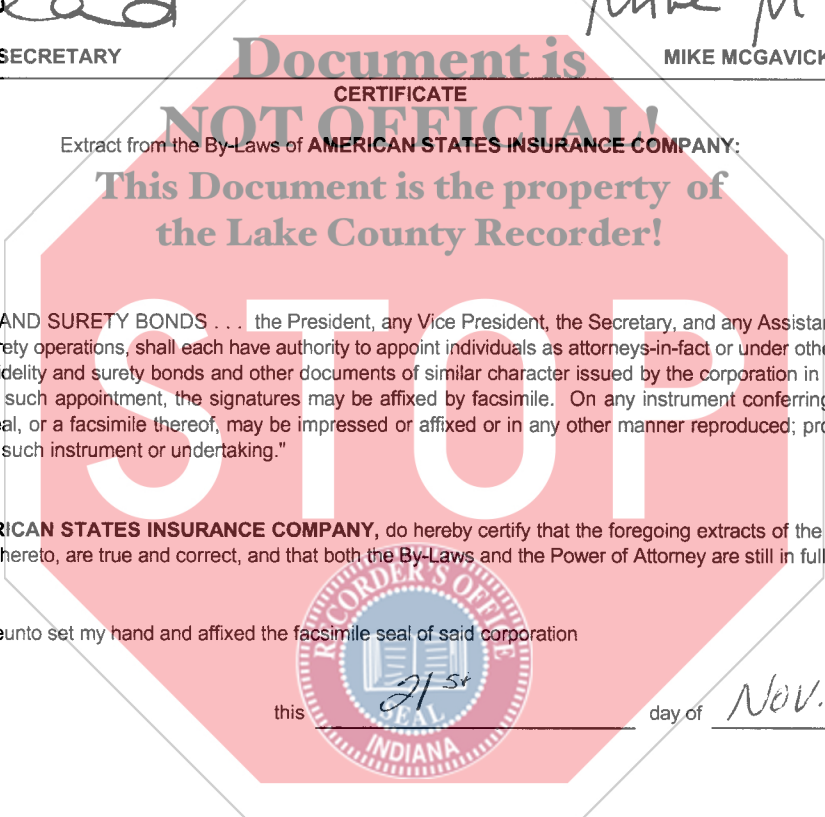 SECRETARY
MIKE MCGAVICK
Document is
CERTIFICATE
NOT OFFICIAL!
Extract from the By-Laws of AMERICAN STATES INSURANCE COMPANY:
This Document is the property of
the Lake County Recorder!
STOP
AND SURETY BONDS . . . the President, any Vice President, the Secretary, and any Assistan
rety operations, shall each have authority to appoint individuals as attorneys-in-fact or under othe
delity and surety bonds and other documents of similar character issued by the corporation in
such appointment, the signatures may be affixed by facsimile. On any instrument conferring
al, or a facsimile thereof, may be impressed or affixed or in any other manner reproduced; pro
such instrument or undertaking."
RICAN STATES INSURANCE COMPANY, do hereby certify that the foregoing extracts of the
hereto, are true and correct, and that both the By-Laws and the Power of Attorney are still in full
eunto set my hand and affixed the facsimile seal of said corporation
RECORDER'S OFFICE
SEAL
INDIANA
this 21st day of Nov.